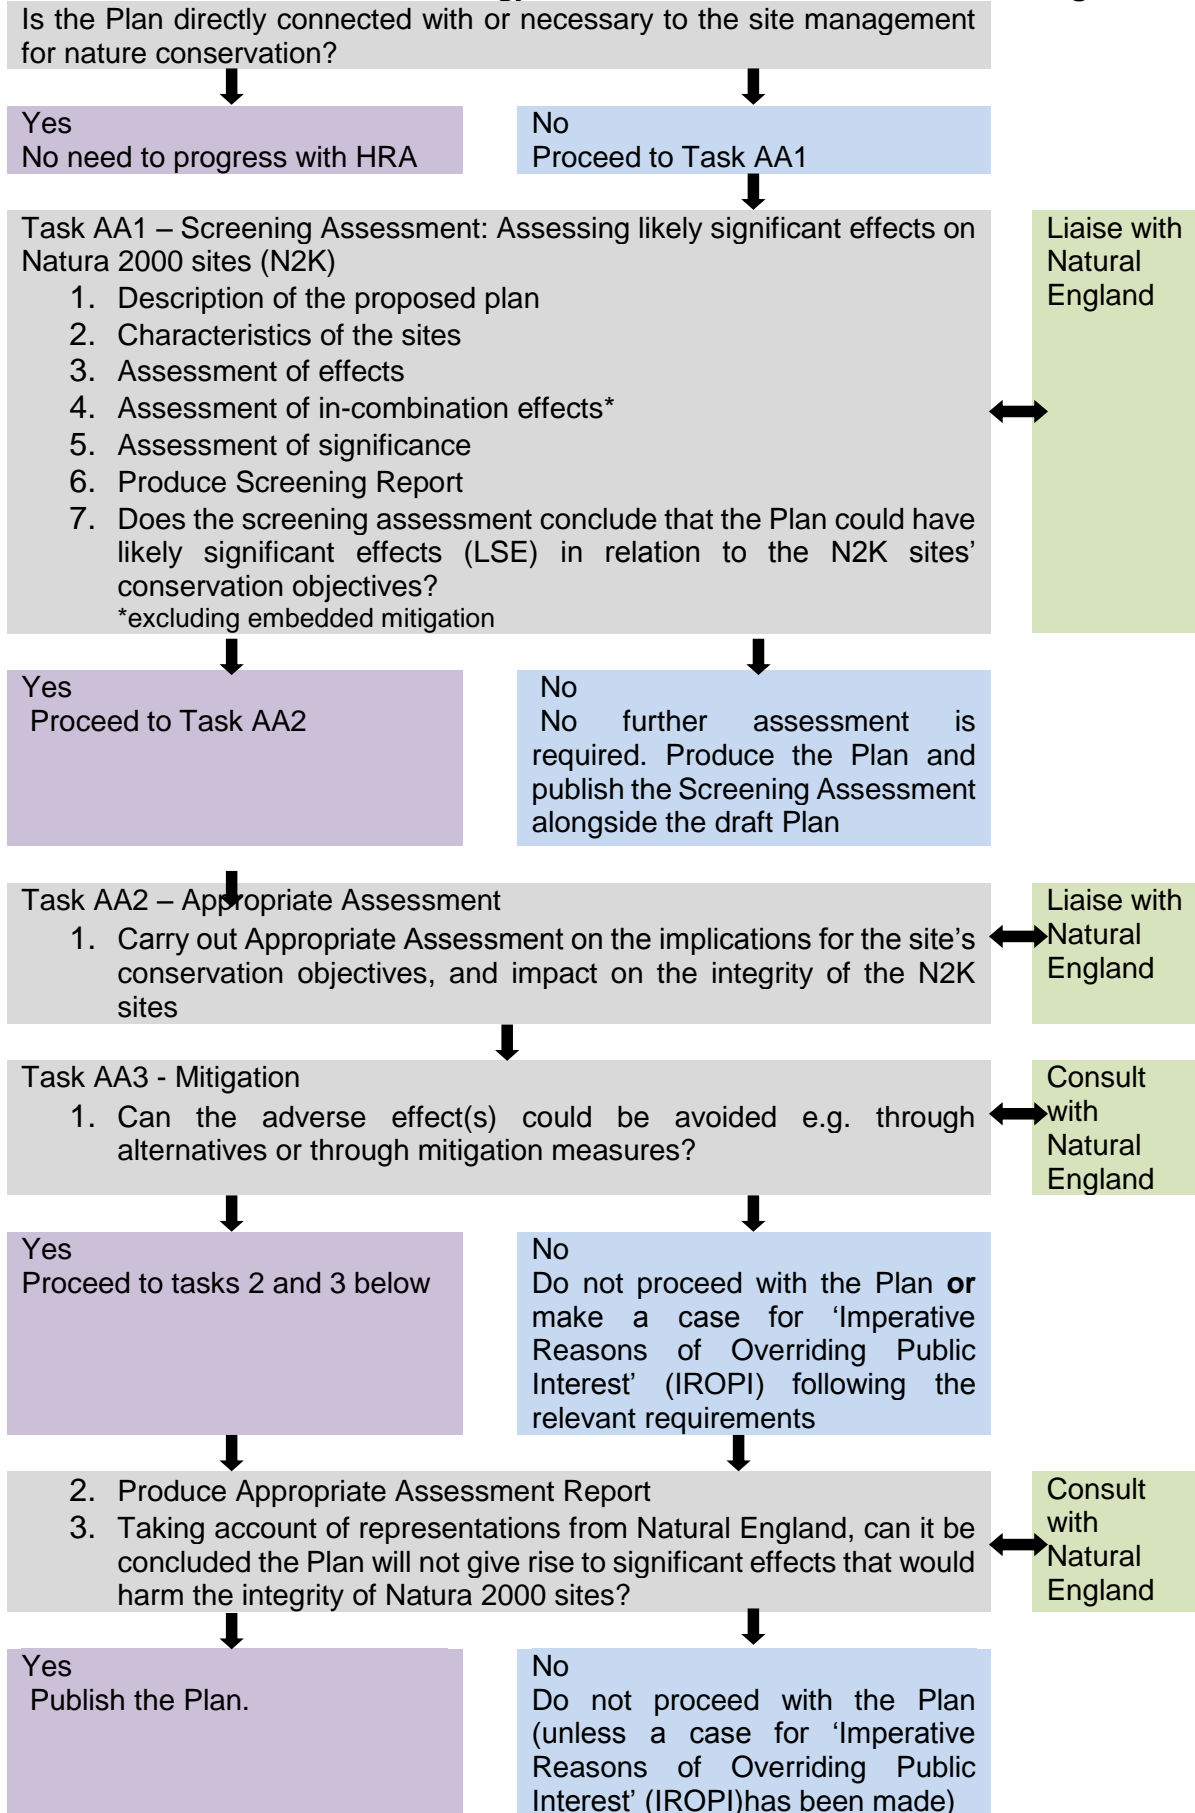 Is the Plan directly connected with or necessary to the site management
for nature conservation?
Yes
No need to progress with HRA
No
Proceed to Task AA1
Task AA1 – Screening Assessment: Assessing likely significant effects on
Natura 2000 sites (N2K)
1. Description of the proposed plan
2. Characteristics of the sites
3. Assessment of effects
4. Assessment of in-combination effects*
5. Assessment of significance
6. Produce Screening Report
7. Does the screening assessment conclude that the Plan could have
likely significant effects (LSE) in relation to the N2K sites’
conservation objectives?
*excluding embedded mitigation
Liaise with
Natural
England
Yes
Proceed to Task AA2
No
No further assessment is
required. Produce the Plan and
publish the Screening Assessment
alongside the draft Plan
Task AA2 – Appropriate Assessment
1. Carry out Appropriate Assessment on the implications for the site’s
conservation objectives, and impact on the integrity of the N2K
sites
Liaise with
Natural
England
Task AA3 - Mitigation
1. Can the adverse effect(s) could be avoided e.g. through
alternatives or through mitigation measures?
Consult
with
Natural
England
Yes
Proceed to tasks 2 and 3 below
No
Do not proceed with the Plan or
make a case for ‘Imperative
Reasons of Overriding Public
Interest’ (IROPI) following the
relevant requirements
2. Produce Appropriate Assessment Report
3. Taking account of representations from Natural England, can it be
concluded the Plan will not give rise to significant effects that would
harm the integrity of Natura 2000 sites?
Consult
with
Natural
England
Yes
Publish the Plan.
No
Do not proceed with the Plan
(unless a case for ‘Imperative
Reasons of Overriding Public
Interest’ (IROPI)has been made)